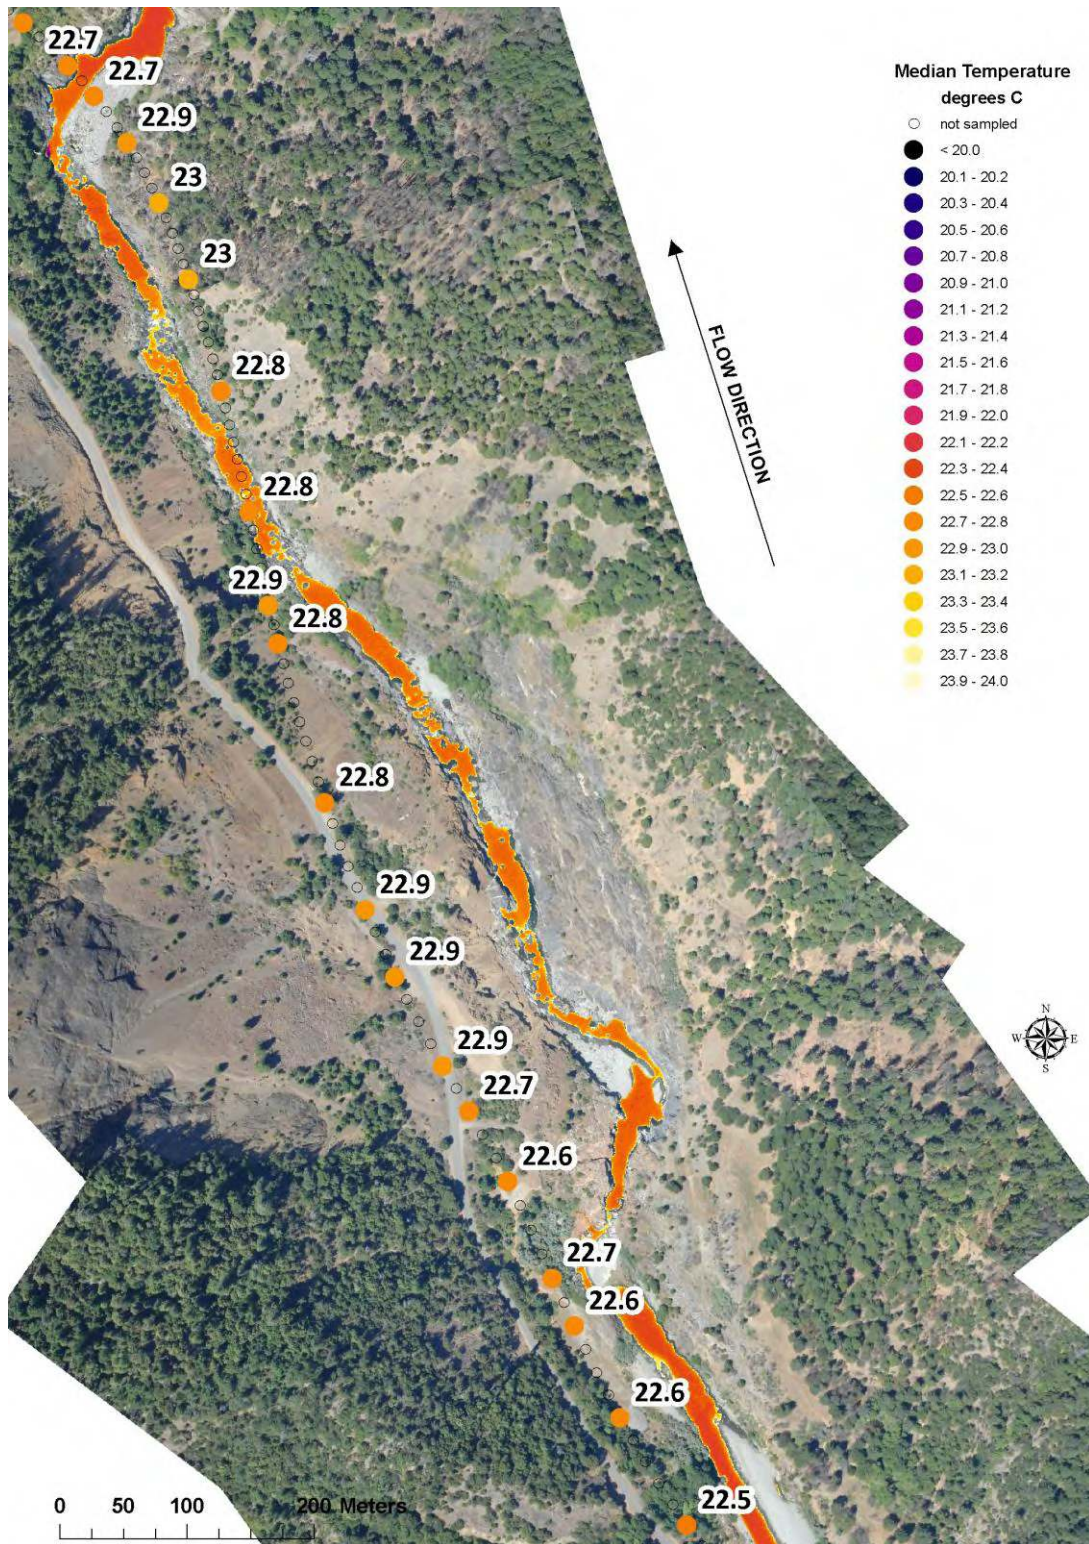 22.7
22.7
22.9
23
23
22.8
22.8
22.9
22.8
22.8
22.9
22.9
22.9
22.7
22.6
22.7
22.6
22.6
22.5
Median Temperature
degrees C
not sampled
< 20.0
20.1 - 20.2
20.3 - 20.4
20.5 - 20.6
20.7 - 20.8
20.9 - 21.0
21.1 - 21.2
21.3 - 21.4
21.5 - 21.6
21.7 - 21.8
21.9 - 22.0
22.1 - 22.2
22.3 - 22.4
22.5 - 22.6
22.7 - 22.8
22.9 - 23.0
23.1 - 23.2
23.3 - 23.4
23.5 - 23.6
23.7 - 23.8
23.9 - 24.0
FLOW DIRECTION
N
W E
S
0 50 100 200 Meters